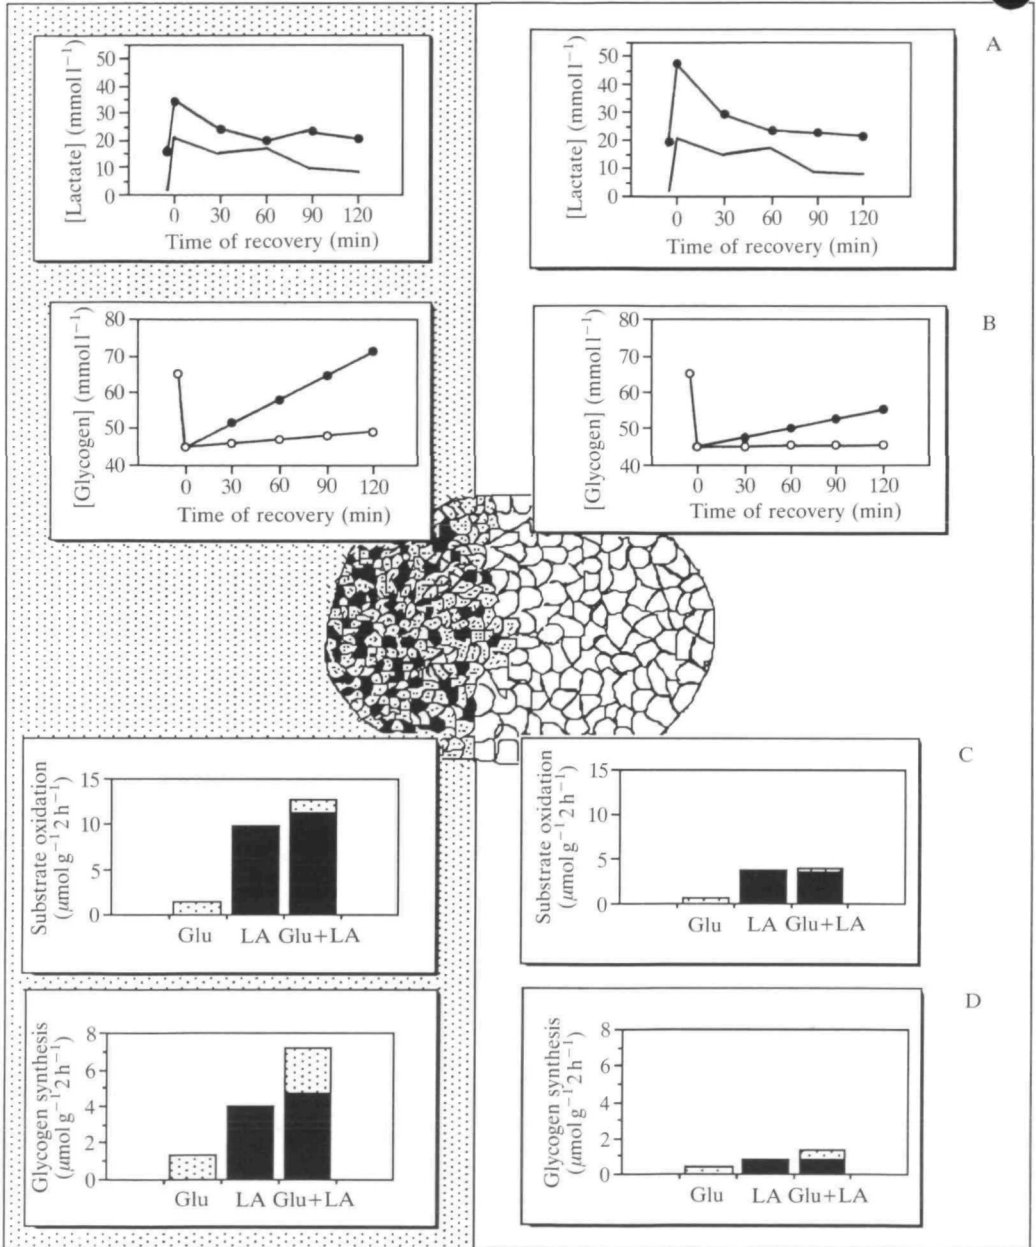 A
[Lactate] (mmol l⁻¹)
50
40
30
20
10
0
0 30 60 90 120
Time of recovery (min)
[Lactate] (mmol l⁻¹)
50
40
30
20
10
0
0 30 60 90 120
Time of recovery (min)
B
[Glycogen] (mmol l⁻¹)
80
70
60
50
40
0 30 60 90 120
Time of recovery (min)
[Glycogen] (mmol l⁻¹)
80
70
60
50
40
0 30 60 90 120
Time of recovery (min)
C
Substrate oxidation
(μmol g⁻¹ 2 h⁻¹)
15
10
5
0
Glu LA Glu+LA
Substrate oxidation
(μmol g⁻¹ 2 h⁻¹)
15
10
5
0
Glu LA Glu+LA
D
Glycogen synthesis
(μmol g⁻¹ 2 h⁻¹)
8
6
4
2
0
Glu LA Glu+LA
Glycogen synthesis
(μmol g⁻¹ 2 h⁻¹)
8
6
4
2
0
Glu LA Glu+LA